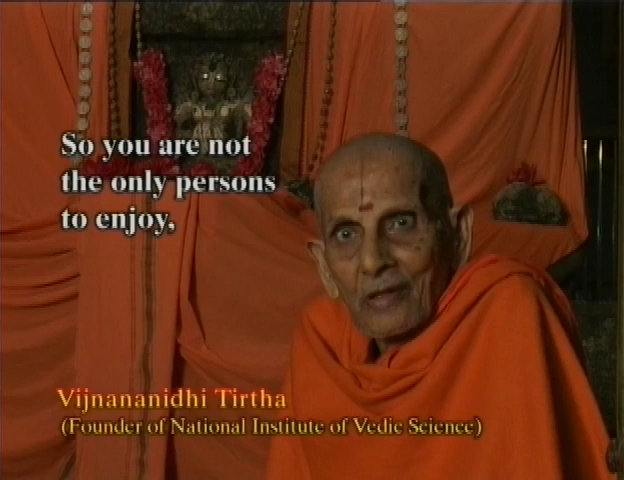 So you are not
the only persons
to enjoy,
Vijnananidhi Tirtha
(Founder of National Institute of Vedic Science)